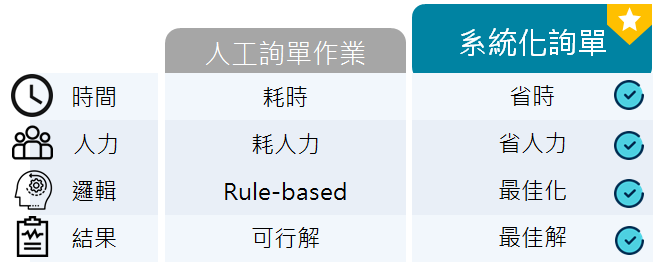 人工詢單作業 系統化詢單
時間 耗時 省時
人力 耗人力 省人力
邏輯 Rule-based 最佳化
結果 可行解 最佳解